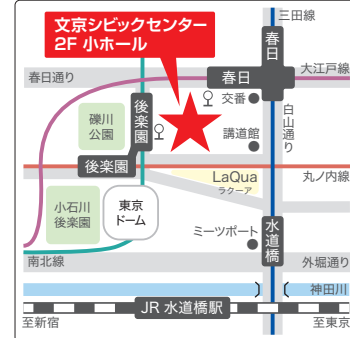 三田線
文京シビックセンター
2F 小ホール
春日
大江戸線
春日通り
春日
交番
後楽園
礫川
公園
白山通り
講道館
後楽園
LaQua
ラクーア
丸ノ内線
小石川
後楽園
東京
ドーム
水道橋
ミーツポート
南北線
外堀通り
神田川
JR 水道橋駅
至新宿
至東京